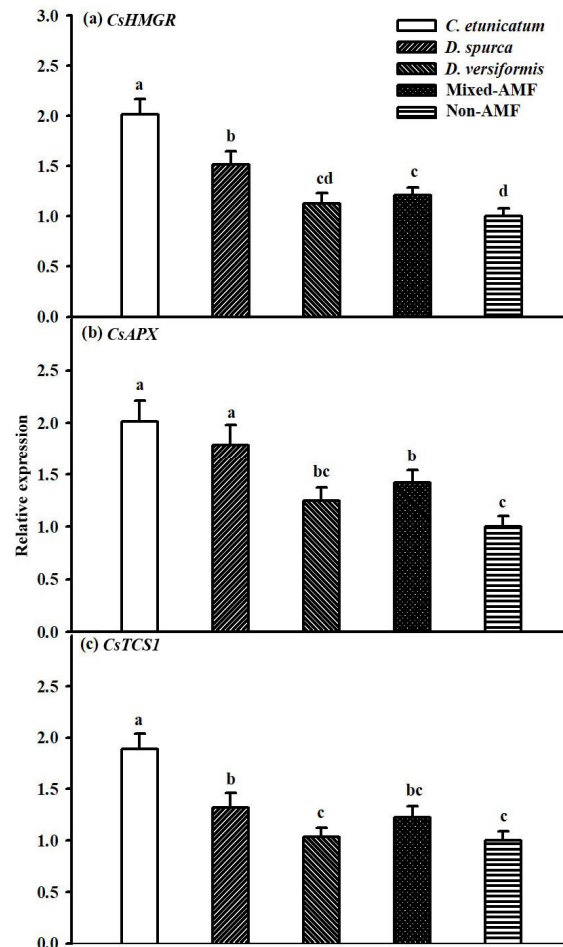 (a) CsHMGR
3.0
2.5
2.0
1.5
1.0
0.5
0.0
C. etunicatum
D. spurca
D. versiformis
Mixed-AMF
Non-AMF
a
b
cd
c
d
(b) CsAPX
2.5
2.0
1.5
1.0
0.5
0.0
a
a
bc
b
c
Relative expression
(c) CsTCS1
2.5
2.0
1.5
1.0
0.5
0.0
a
b
c
bc
c